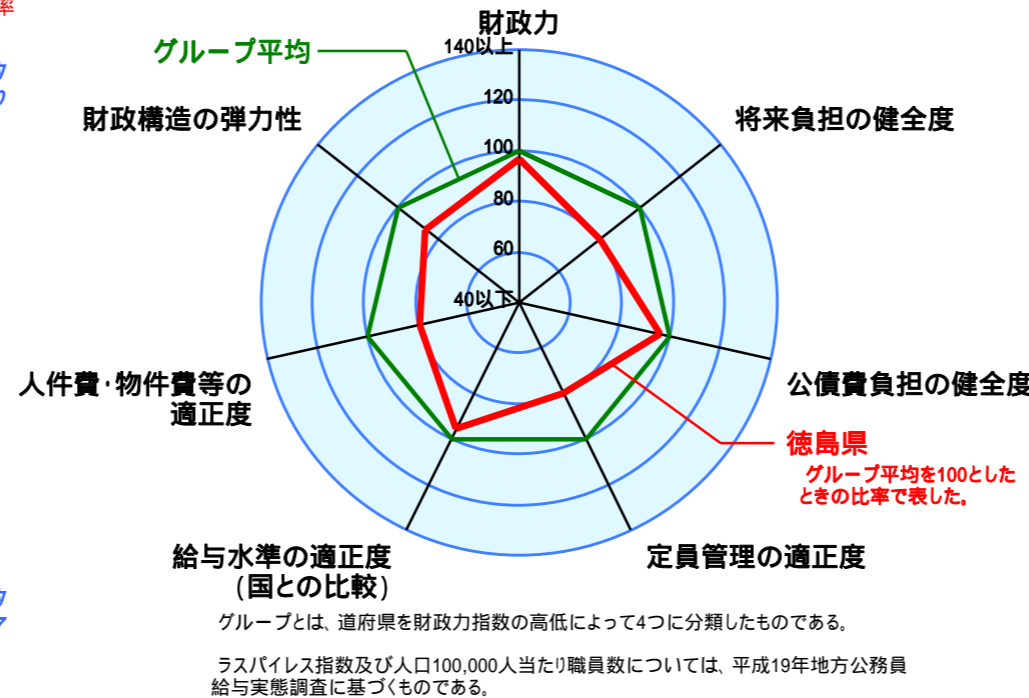 率
財政力
140以上
グループ平均
120
財政構造の弾力性
将来負担の健全度
100
80
60
40以下
人件費・物件費等の
適正度
公債費負担の健全度
徳島県
グループ平均を100とした
ときの比率で表した。
給与水準の適正度
(国との比較)
定員管理の適正度
グループとは、道府県を財政力指数の高低によって4つに分類したものである。
ラスパイレス指数及び人口100,000人当たり職員数については、平成19年地方公務員
給与実態調査に基づくものである。